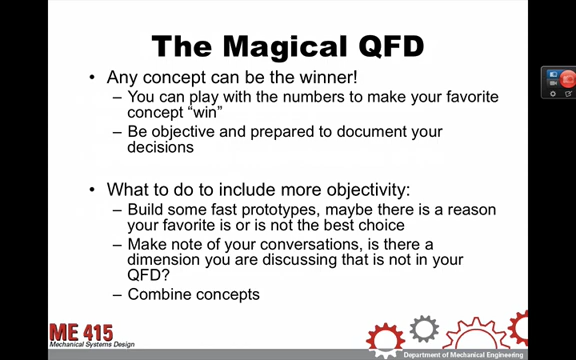 The Magical QFD
• Any concept can be the winner!
– You can play with the numbers to make your favorite
concept “win”
– Be objective and prepared to document your
decisions
• What to do to include more objectivity:
– Build some fast prototypes, maybe there is a reason
your favorite is or is not the best choice
– Make note of your conversations, is there a
dimension you are discussing that is not in your
QFD?
– Combine concepts
ME 415
Mechanical Systems Design
Department of Mechanical Engineering